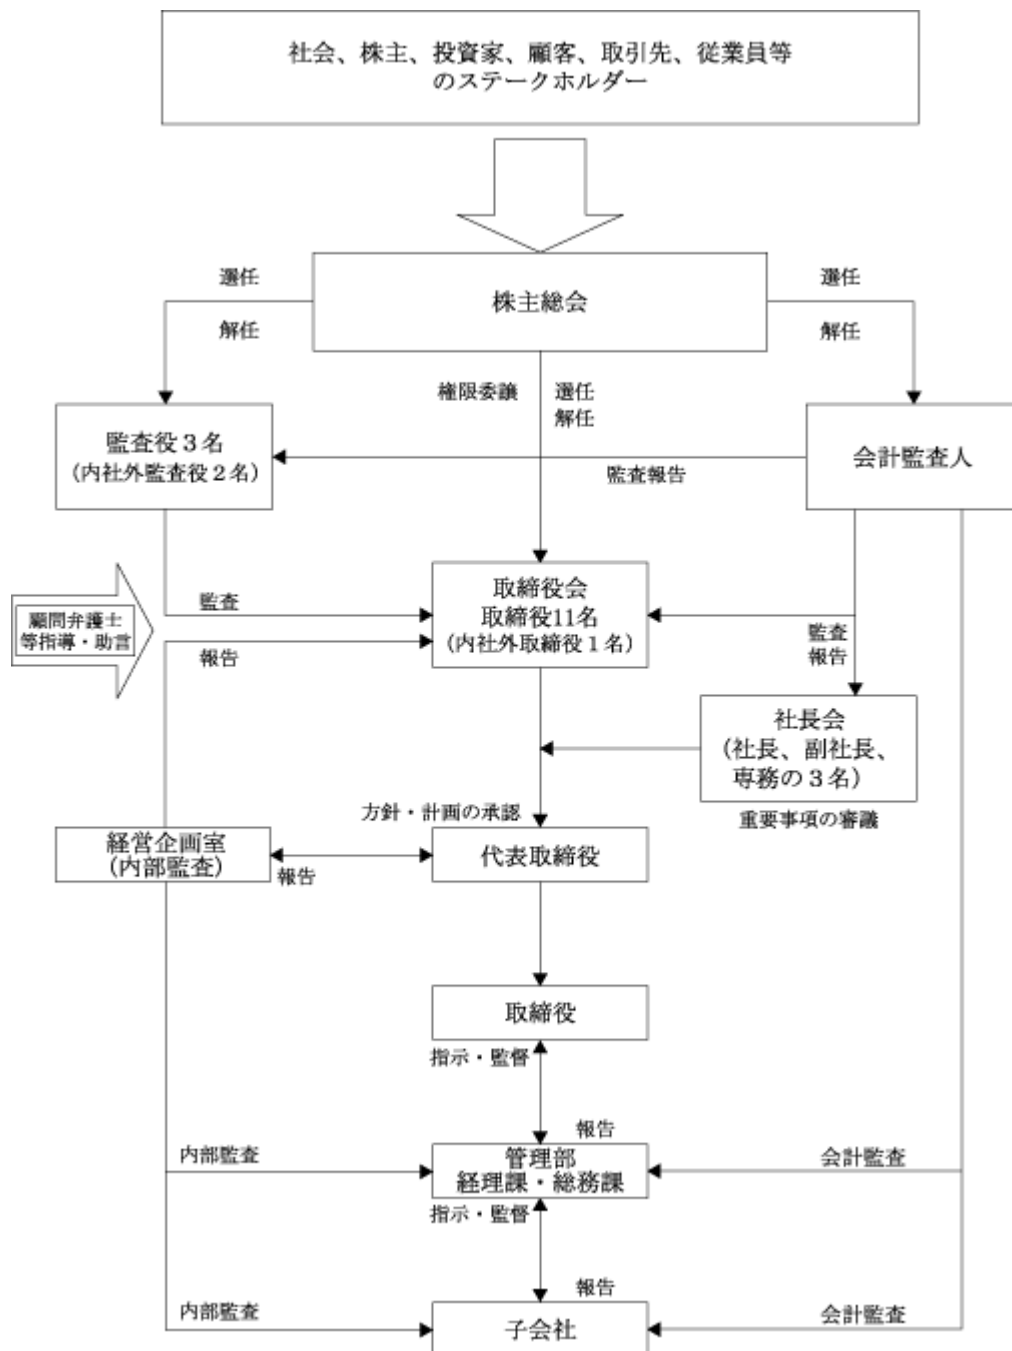 社会、株主、投資家、顧客、取引先、従業員等
のステークホルダー
選任
株主総会
選任
解任
解任
権限委譲
選任
解任
監査役３名
（内社外監査役２名）
会計監査人
監査報告
取締役会
取締役11名
（内社外取締役１名）
顧問弁護士
等指導・助言
監査
報告
監査
報告
社長会
（社長、副社長、
専務の３名）
重要事項の審議
方針・計画の承認
経営企画室
(内部監査)
報告
代表取締役
取締役
指示・監督
報告
内部監査
管理部
経理課・総務課
会計監査
指示・監督
報告
内部監査
子会社
会計監査